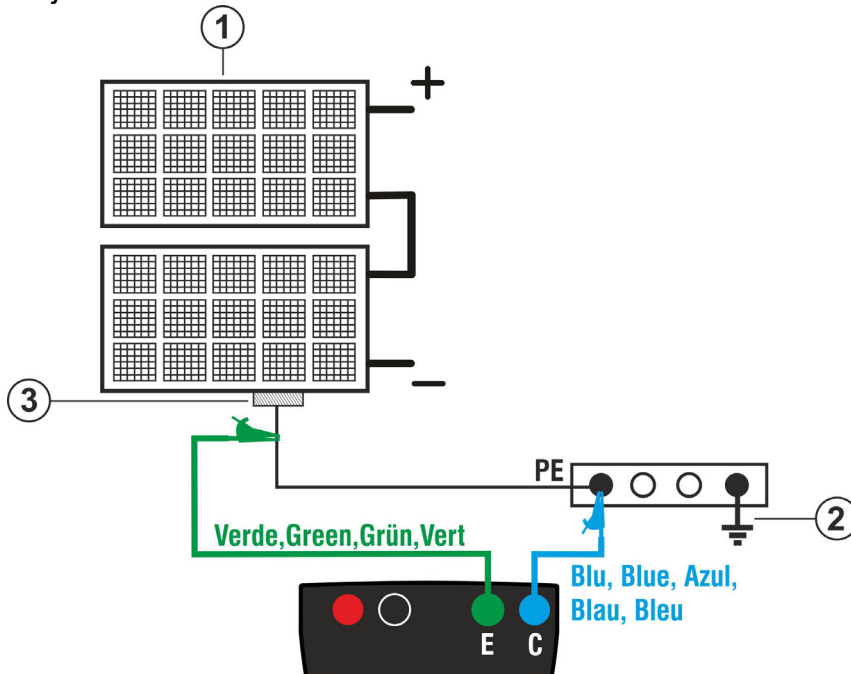 1
+
–
3
PE
2
Verde,Green,Grün,Vert
Blu, Blue, Azul,
Blau, Bleu
E C